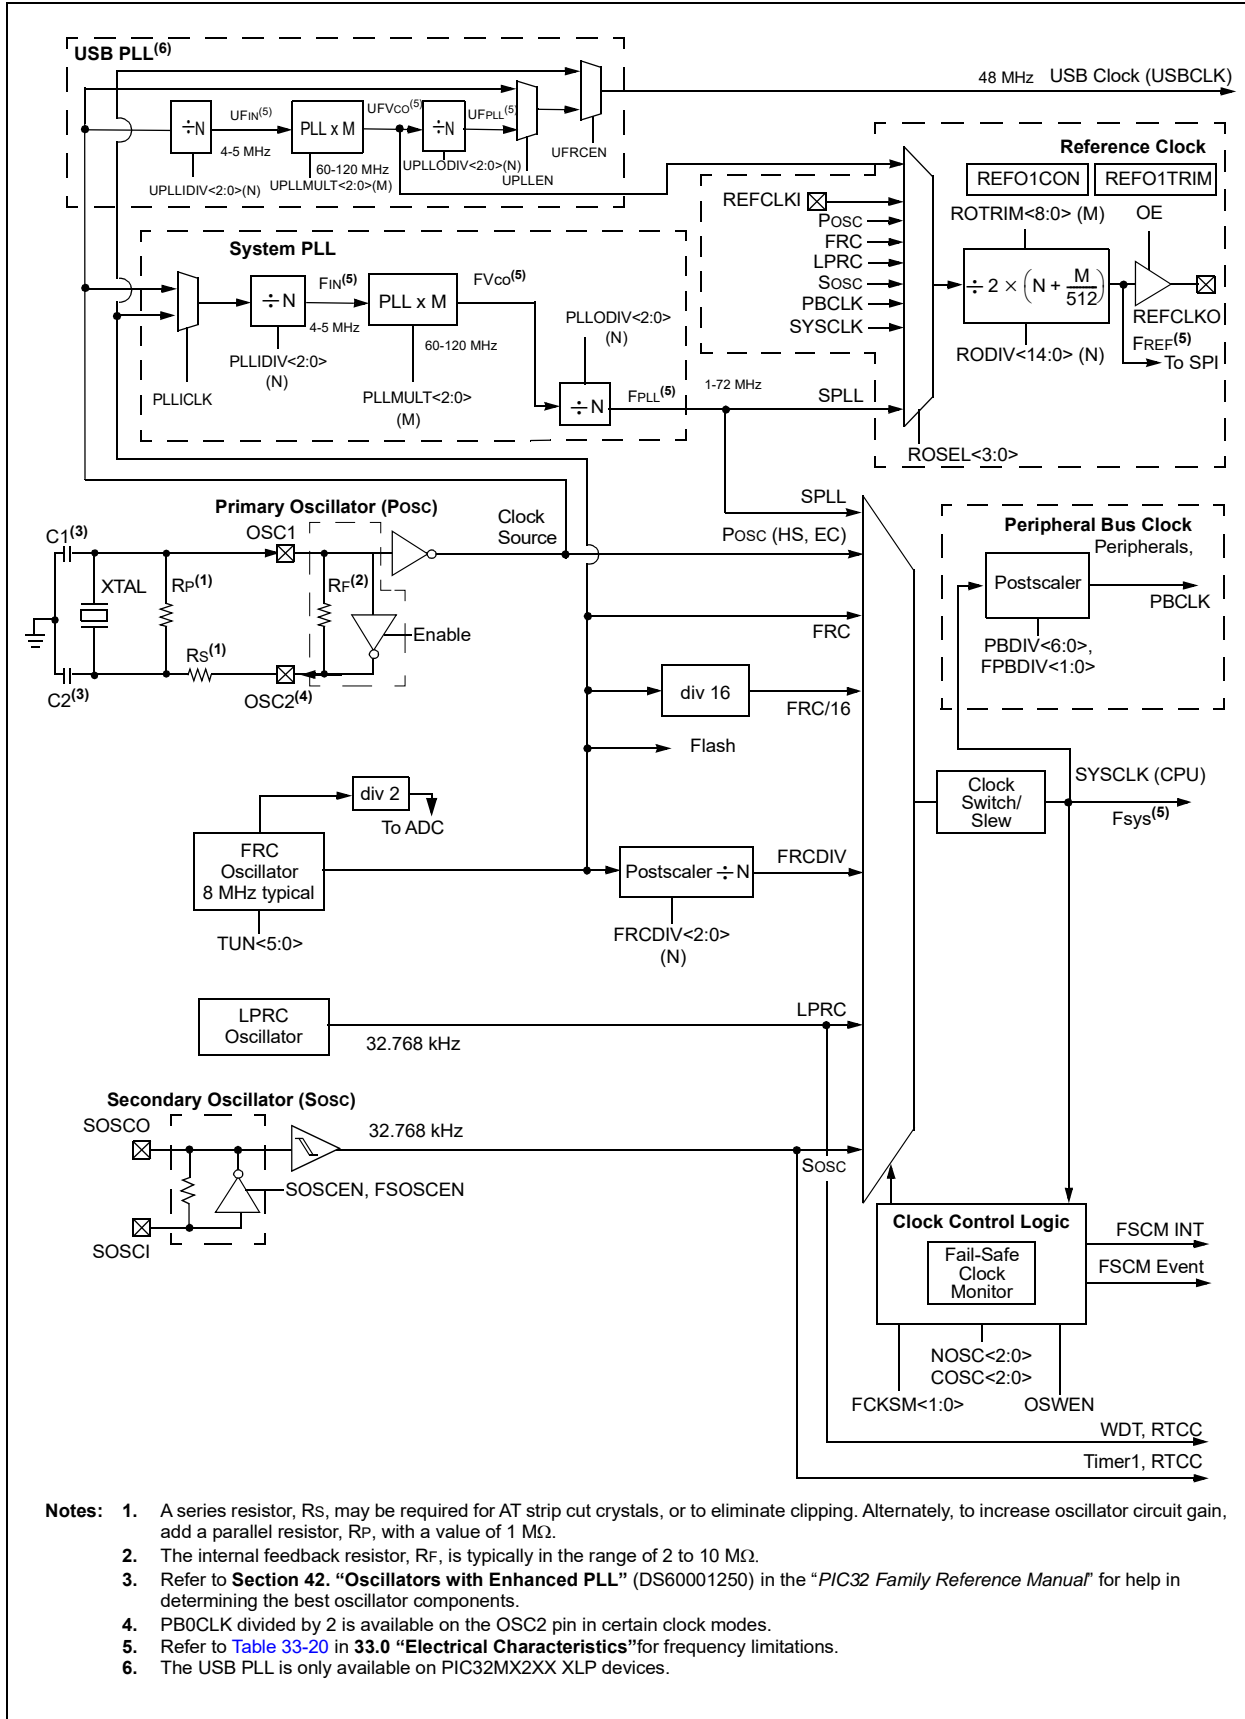 USB PLL(6)
48 MHz USB Clock (USBCLK)
UFIN(5)
UFVCO(5)
UFPLL(5)
÷N
PLL x M
÷N
4-5 MHz
60-120 MHz
UFRCEN
UPLLIDIV<2:0>(N)
UPLLMULT<2:0>(M)
UPLLODIV<2:0>(N)
UPLLEN
Reference Clock
REFO1CON
REFO1TRIM
REFCLKI
POSC
FRC
LPRC
SOSC
PBCLK
SYSCLK
ROTRIM<8:0> (M)
OE
÷ 2 × (N + M/512)
REFCLKO
FREF(5)
To SPI
RODIV<14:0> (N)
SPLL
ROSEL<3:0>
System PLL
FIN(5)
FVco(5)
÷ N
PLL x M
4-5 MHz
60-120 MHz
PLLODIV<2:0>
(N)
PLLIDIV<2:0>
(N)
PLLICLK
PLLMULT<2:0>
(M)
÷ N
FPLL(5)
1-72 MHz
Primary Oscillator (POSC)
C1(3)
OSC1
Clock
Source
XTAL
RP(1)
RF(2)
Enable
RS(1)
C2(3)
OSC2(4)
SPLL
POSC (HS, EC)
FRC
div 16
FRC/16
Flash
Peripheral Bus Clock
Peripherals,
Postscaler
PBCLK
PBDIV<6:0>,
FPBDIV<1:0>
div 2
To ADC
FRC
Oscillator
8 MHz typical
TUN<5:0>
Postscaler ÷ N
FRCDIV
FRCDIV<2:0>
(N)
Clock
Switch/
Slew
SYSCLK (CPU)
Fsys(5)
LPRC
Oscillator
32.768 kHz
LPRC
Secondary Oscillator (SOSC)
SOSCO
32.768 kHz
SOSC
SOSCEN, FSOSCEN
SOSCI
Clock Control Logic
Fail-Safe
Clock
Monitor
FSCM INT
FSCM Event
NOSC<2:0>
COSC<2:0>
FCKSM<1:0>
OSWEN
WDT, RTCC
Timer1, RTCC
Notes: 1. A series resistor, RS, may be required for AT strip cut crystals, or to eliminate clipping. Alternately, to increase oscillator circuit gain,
add a parallel resistor, RP, with a value of 1 MΩ.
2. The internal feedback resistor, RF, is typically in the range of 2 to 10 MΩ.
3. Refer to Section 42. “Oscillators with Enhanced PLL” (DS60001250) in the “PIC32 Family Reference Manual” for help in
determining the best oscillator components.
4. PB0CLK divided by 2 is available on the OSC2 pin in certain clock modes.
5. Refer to Table 33-20 in 33.0 “Electrical Characteristics”for frequency limitations.
6. The USB PLL is only available on PIC32MX2XX XLP devices.